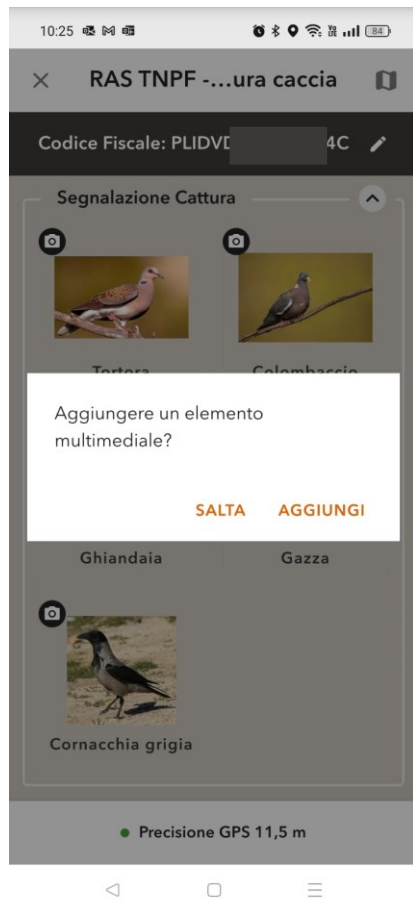 10:25
84
RAS TNPF -...ura caccia
Codice Fiscale: PLIDVD 4C
Segnalazione Cattura
Tortora Colombaccio
Aggiungere un elemento
multimediale?
SALTA AGGIUNGI
Ghiandaia Gazza
Cornacchia grigia
Precisione GPS 11,5 m